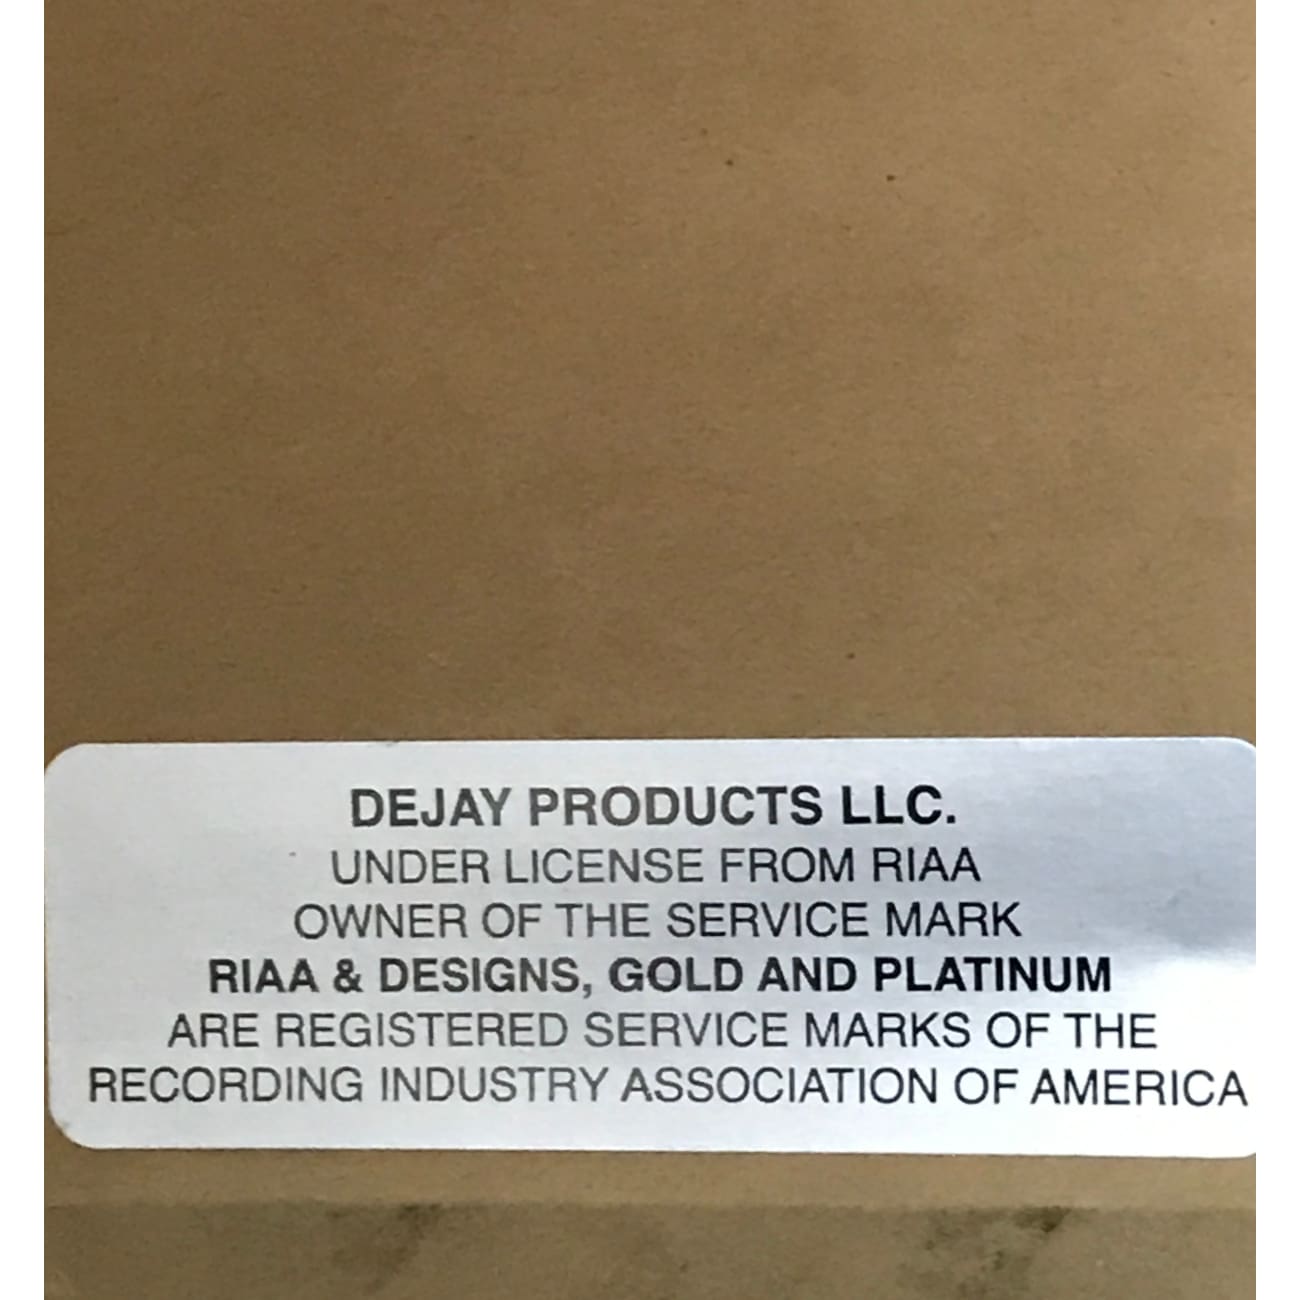 DEJAY PRODUCTS LLC.
UNDER LICENSE FROM RIAA
OWNER OF THE SERVICE MARK
RIAA & DESIGNS, GOLD AND PLATINUM
ARE REGISTERED SERVICE MARKS OF THE
RECORDING INDUSTRY ASSOCIATION OF AMERICA